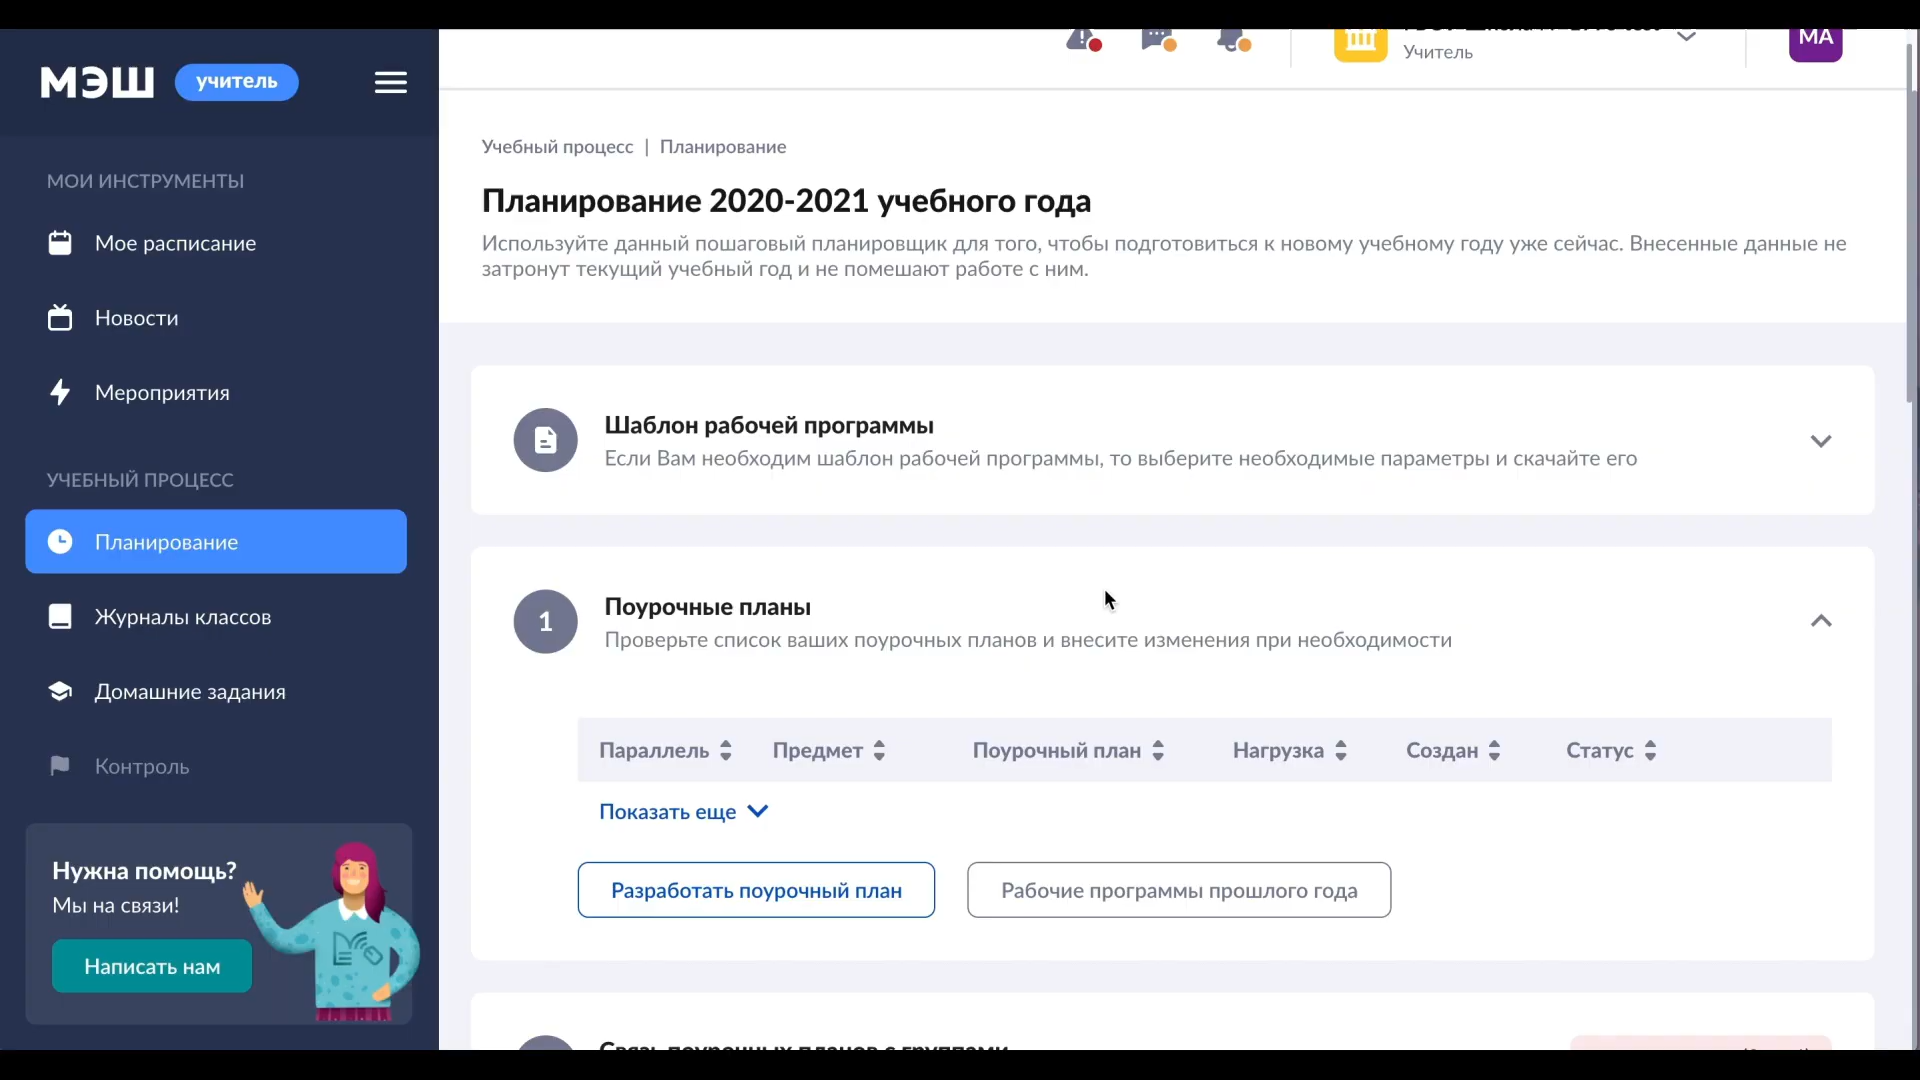 МЭШ учитель
МОИ ИНСТРУМЕНТЫ
Мое расписание
Новости
Мероприятия
УЧЕБНЫЙ ПРОЦЕСС
Планирование
Журналы классов
Домашние задания
Контроль
Нужна помощь?
Мы на связи!
Написать нам
Учитель
МА
Учебный процесс | Планирование
Планирование 2020-2021 учебного года
Используйте данный пошаговый планировщик для того, чтобы подготовиться к новому учебному году уже сейчас. Внесенные данные не
затронут текущий учебный год и не помешают работе с ним.
Шаблон рабочей программы
Если Вам необходим шаблон рабочей программы, то выберите необходимые параметры и скачайте его
1
Поурочные планы
Проверьте список ваших поурочных планов и внесите изменения при необходимости
Параллель Предмет Поурочный план Нагрузка Создан Статус
Показать еще
Разработать поурочный план
Рабочие программы прошлого года
Связь поурочных планов с группами